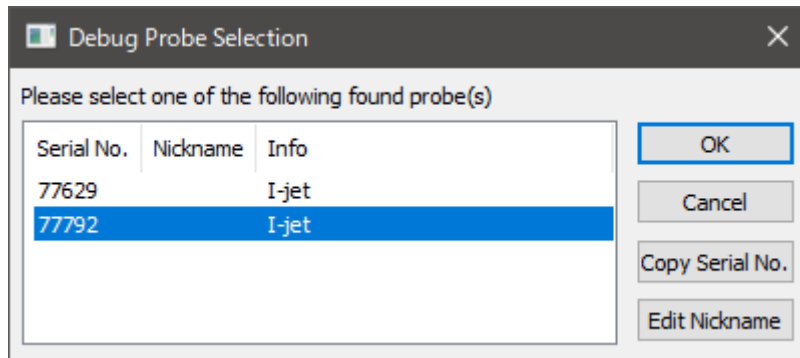 Debug Probe Selection
Please select one of the following found probe(s)
Serial No. Nickname Info
77629 I-jet
77792 I-jet
OK
Cancel
Copy Serial No.
Edit Nickname